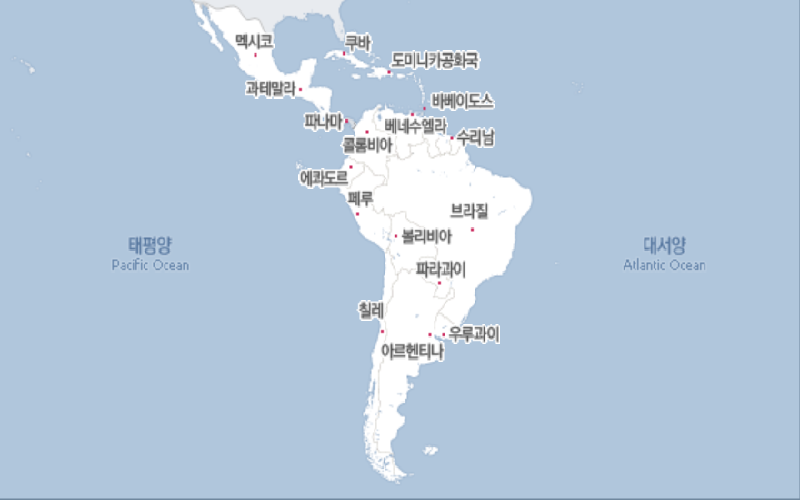 멕시코
쿠바
도미니카공화국
과테말라
바베이도스
파나마
베네수엘라
수리남
콜롬비아
에콰도르
페루
브라질
태평양
Pacific Ocean
볼리비아
대서양
Atlantic Ocean
파라과이
칠레
우루과이
아르헨티나